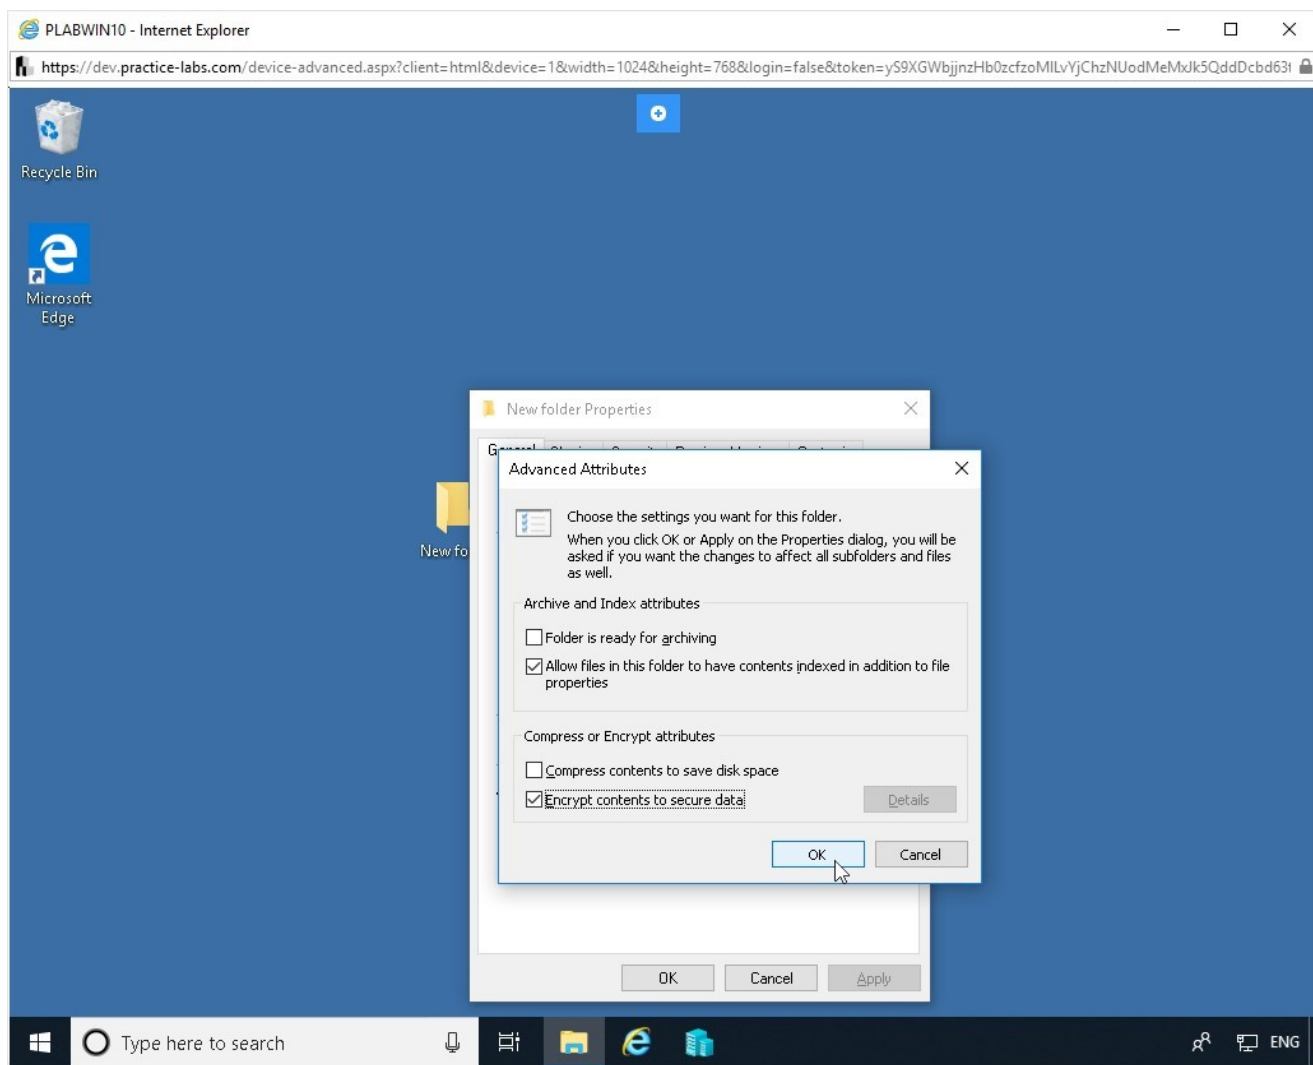 PLABWIN10 - Internet Explorer
https://dev.practice-labs.com/device-advanced.aspx?client=html&device=1&width=1024&height=768&login=false&token=yS9XGWbjjnzHb0zcfzoMILvYjChzNUodMeMxJk5QddDcbd63t
Recycle Bin
Microsoft
Edge
New folder Properties
General
Advanced Attributes
Choose the settings you want for this folder.
When you click OK or Apply on the Properties dialog, you will be
asked if you want the changes to affect all subfolders and files
as well.
New fo
Archive and Index attributes
Folder is ready for archiving
Allow files in this folder to have contents indexed in addition to file
properties
Compress or Encrypt attributes
Compress contents to save disk space
Encrypt contents to secure data
Details
OK
Cancel
OK
Cancel
Apply
Type here to search
ENG